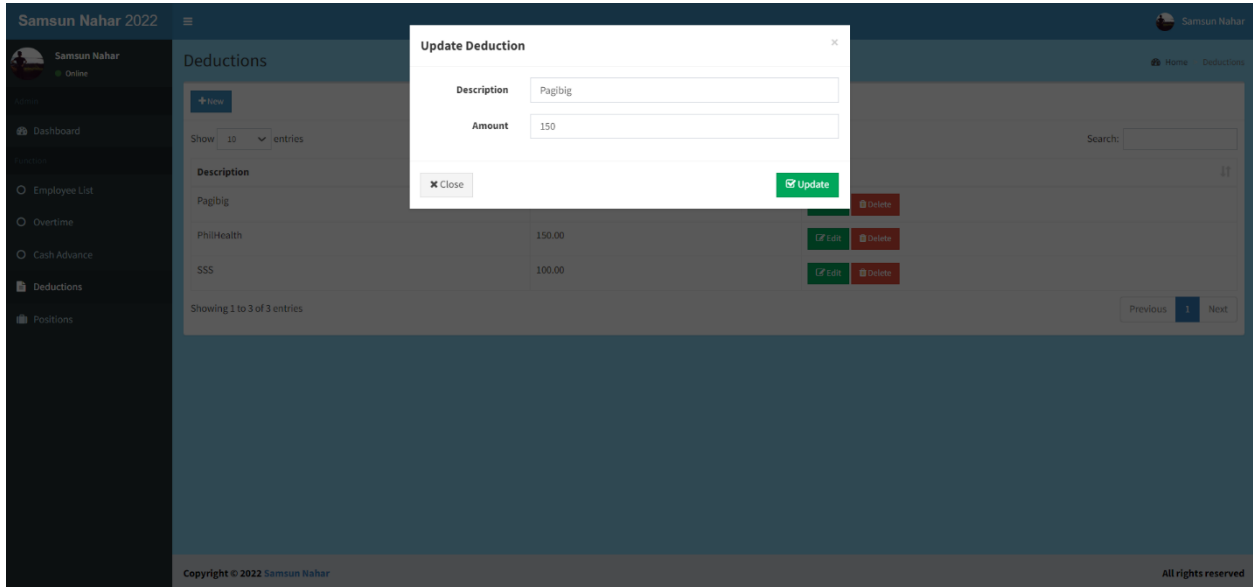 Samsun Nahar 2022
Samsun Nahar
Samsun Nahar
Online
Deductions
Home Deductions
Update Deduction ×
Description Pagibig
Amount 150
Close Update
New
Show 10 entries
Search:
Dashboard
Employee List
Overtime
Cash Advance
Deductions
Positions
Description
Pagibig Delete
PhilHealth 150.00 Edit Delete
SSS 100.00 Edit Delete
Showing 1 to 3 of 3 entries
Previous 1 Next
Copyright © 2022 Samsun Nahar
All rights reserved